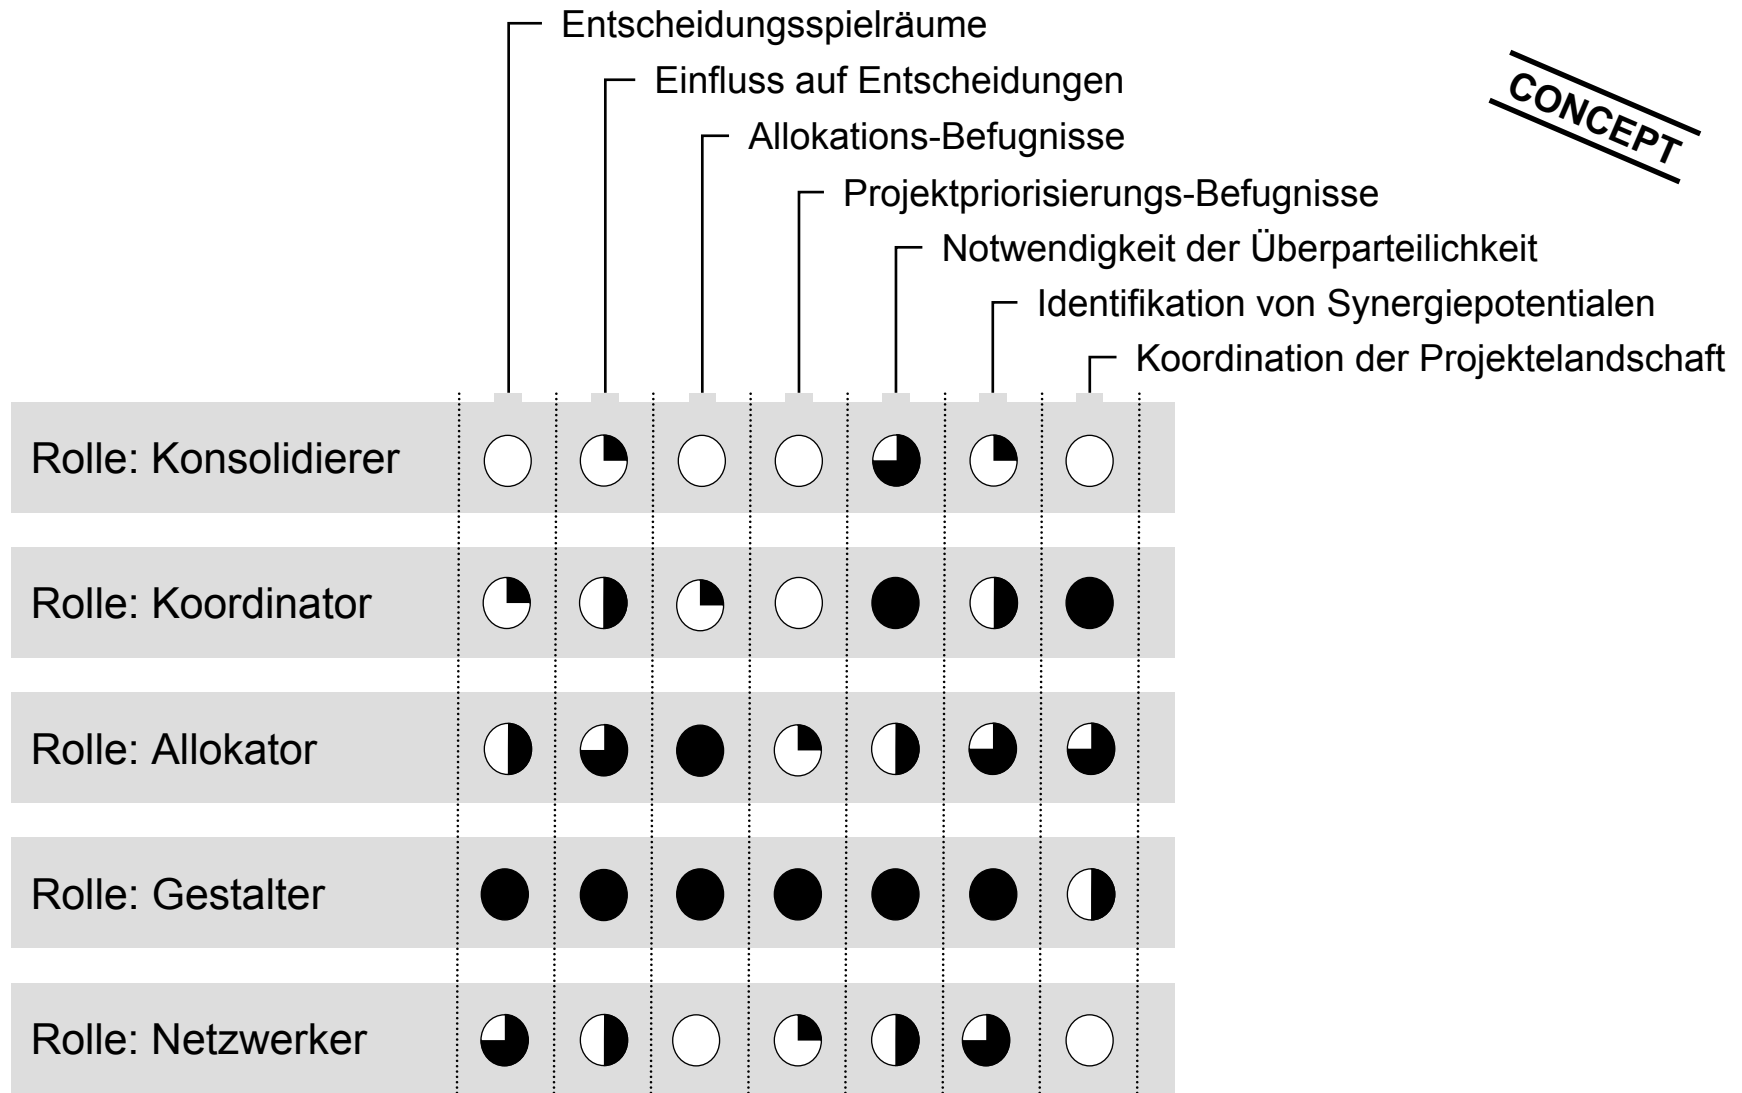 Entscheidungsspielräume
Einfluss auf Entscheidungen
Allokations-Befugnisse
Projektpriorisierungs-Befugnisse
Notwendigkeit der Überparteilichkeit
Identifikation von Synergiepotentialen
Koordination der Projektelandschaft
CONCEPT
Rolle: Konsolidierer
Rolle: Koordinator
Rolle: Allokator
Rolle: Gestalter
Rolle: Netzwerker